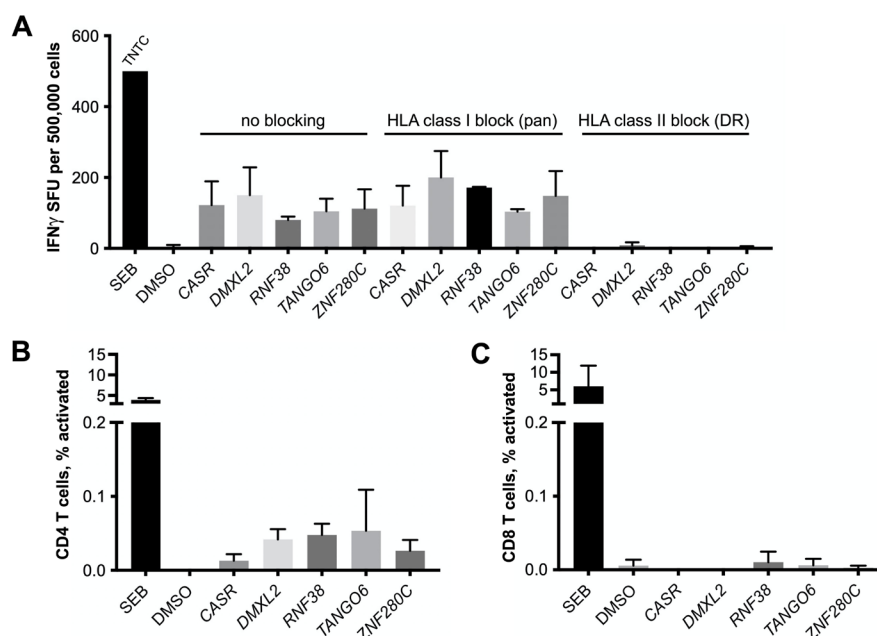 A
IFNγ SFU per 500,000 cells
600
400
200
0
TNTC
no blocking
HLA class I block (pan)
HLA class II block (DR)
SEB
DMSO
CASR
DMXL2
RNF38
TANGO6
ZNF280C
CASR
DMXL2
RNF38
TANGO6
ZNF280C
CASR
DMXL2
RNF38
TANGO6
ZNF280C
B
CD4 T cells, % activated
15
10
5
0.2
0.1
0.0
SEB
DMSO
CASR
DMXL2
RNF38
TANGO6
ZNF280C
C
CD8 T cells, % activated
15
10
5
0.2
0.1
0.0
SEB
DMSO
CASR
DMXL2
RNF38
TANGO6
ZNF280C